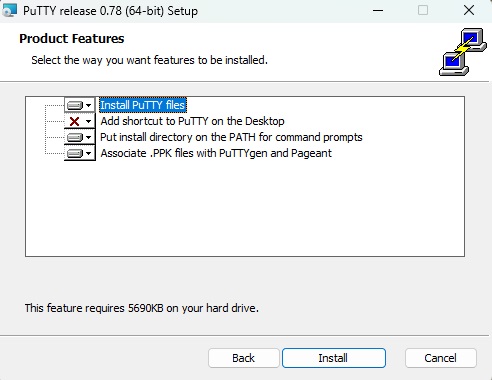 PuTTY release 0.78 (64-bit) Setup
Product Features
Select the way you want features to be installed.
Install PuTTY files
Add shortcut to PuTTY on the Desktop
Put install directory on the PATH for command prompts
Associate .PPK files with PuTTYgen and Pageant
This feature requires 5690KB on your hard drive.
Back Install Cancel